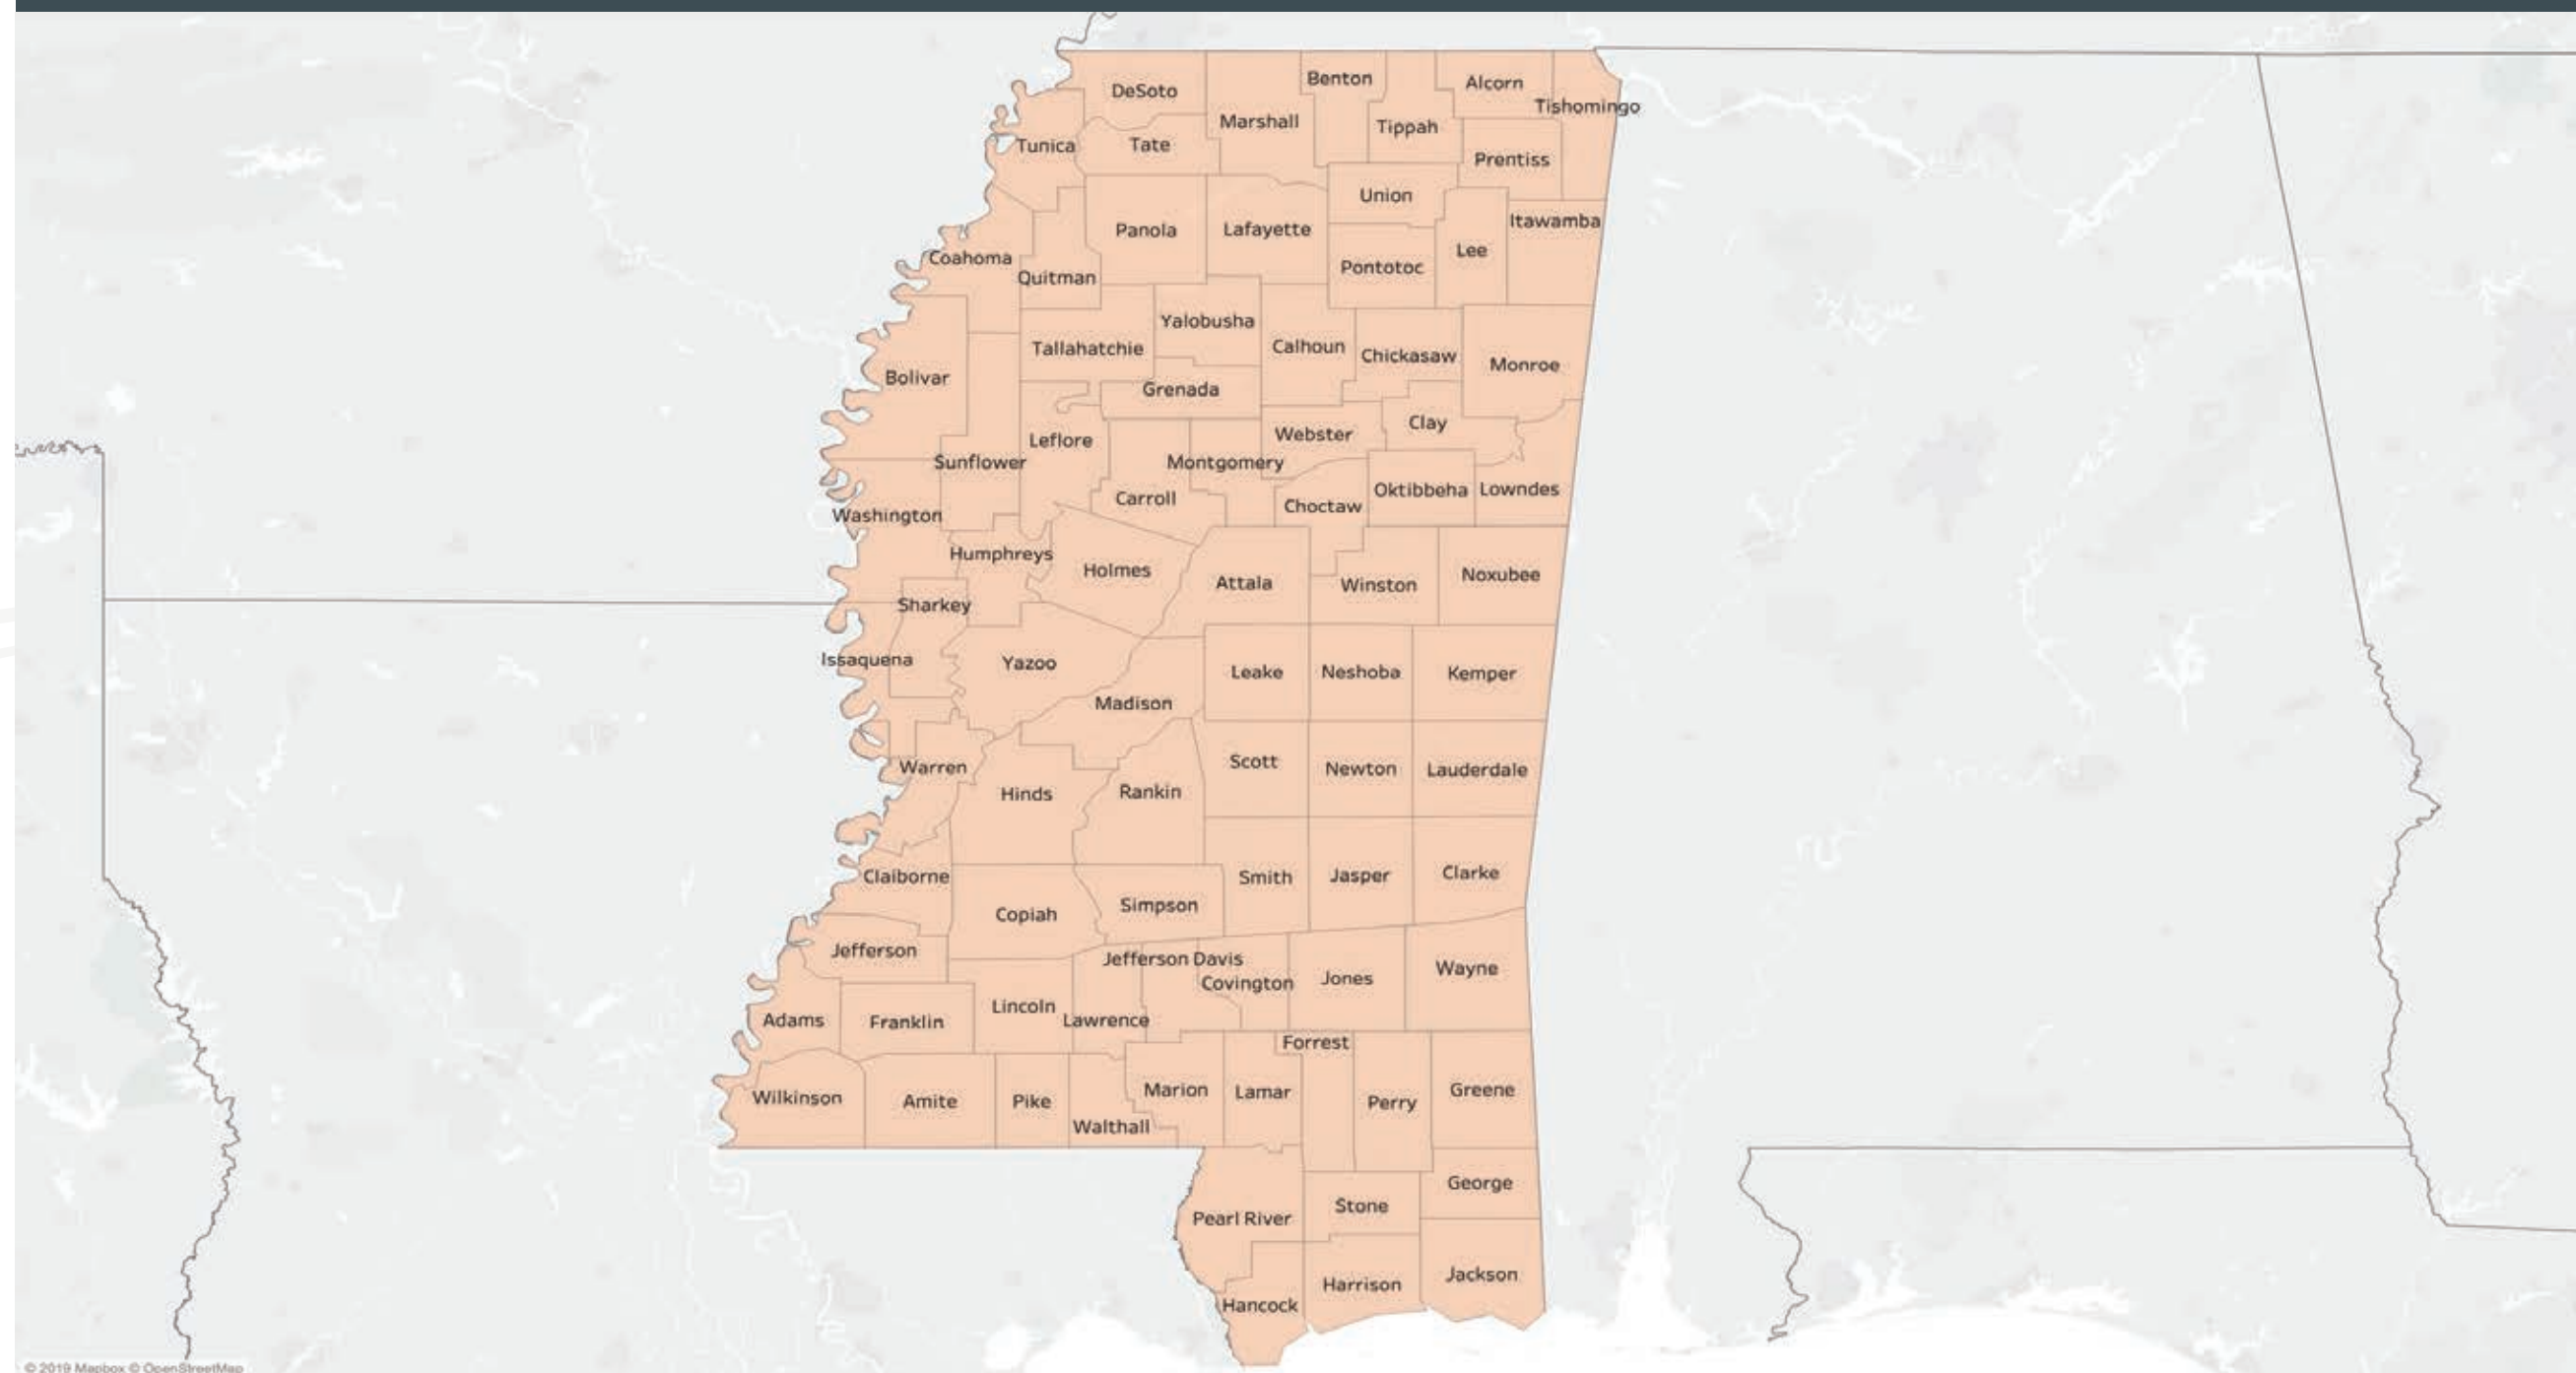 Benton
Alcorn
DeSoto
Tishomingo
Marshall
Tippah
Tunica
Tate
Prentiss
Union
Itawamba
Panola
Lafayette
Lee
Coahoma
Pontotoc
Quitman
Yalobusha
Tallahatchie
Calhoun
Chickasaw
Monroe
Bolivar
Grenada
Clay
Leflore
Webster
Sunflower
Montgomery
Oktibbeha
Lowndes
Carroll
Choctaw
Washington
Humphreys
Holmes
Attala
Winston
Noxubee
Sharkey
Issaquena
Yazoo
Leake
Neshoba
Kemper
Madison
Scott
Warren
Newton
Lauderdale
Hinds
Rankin
Claiborne
Smith
Jasper
Clarke
Copiah
Simpson
Jefferson
Jefferson Davis
Wayne
Covington
Jones
Lincoln
Adams
Franklin
Lawrence
Forrest
Wilkinson
Amite
Pike
Marion
Lamar
Perry
Greene
Walthall
George
Pearl River
Stone
Harrison
Jackson
Hancock
© 2019 Mapbox © OpenStreetMap